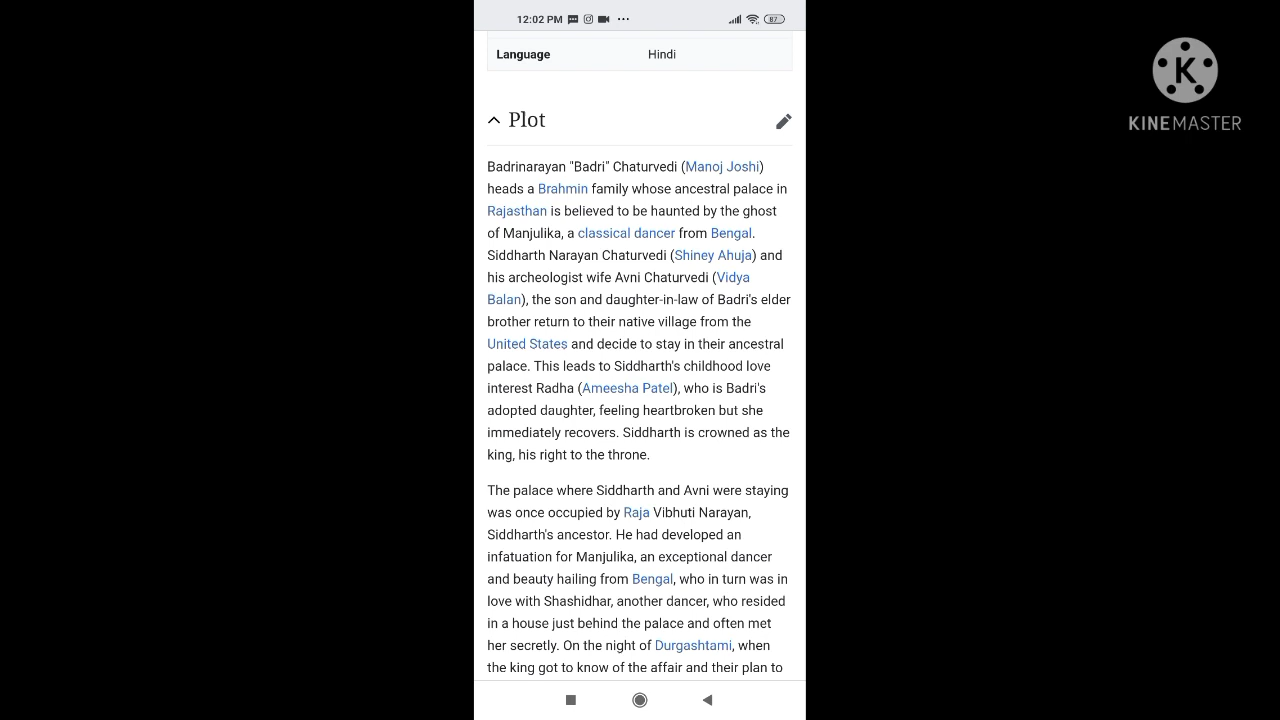 12:02 PM
87
Language Hindi
Plot
Badrinarayan "Badri" Chaturvedi (Manoj Joshi)
heads a Brahmin family whose ancestral palace in
Rajasthan is believed to be haunted by the ghost
of Manjulika, a classical dancer from Bengal.
Siddharth Narayan Chaturvedi (Shiney Ahuja) and
his archeologist wife Avni Chaturvedi (Vidya
Balan), the son and daughter-in-law of Badri's elder
brother return to their native village from the
United States and decide to stay in their ancestral
palace. This leads to Siddharth's childhood love
interest Radha (Ameesha Patel), who is Badri's
adopted daughter, feeling heartbroken but she
immediately recovers. Siddharth is crowned as the
king, his right to the throne.
The palace where Siddharth and Avni were staying
was once occupied by Raja Vibhuti Narayan,
Siddharth's ancestor. He had developed an
infatuation for Manjulika, an exceptional dancer
and beauty hailing from Bengal, who in turn was in
love with Shashidhar, another dancer, who resided
in a house just behind the palace and often met
her secretly. On the night of Durgashtami, when
the king got to know of the affair and their plan to
K
KINEMASTER